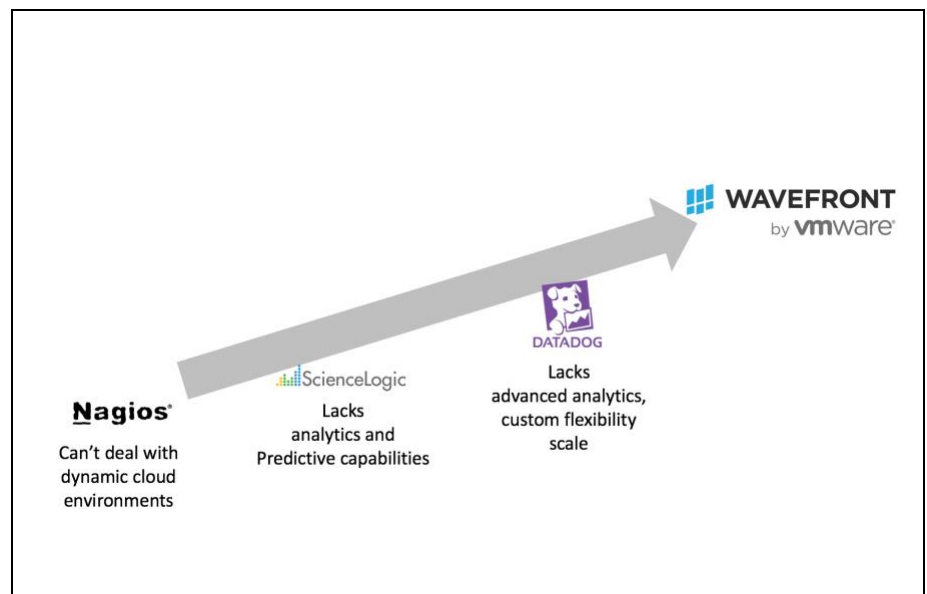 WAVEFRONT
by vmware®
DATADOG
Lacks
advanced analytics,
custom flexibility
scale
ScienceLogic
Lacks
analytics and
Predictive capabilities
Nagios®
Can't deal with
dynamic cloud
environments